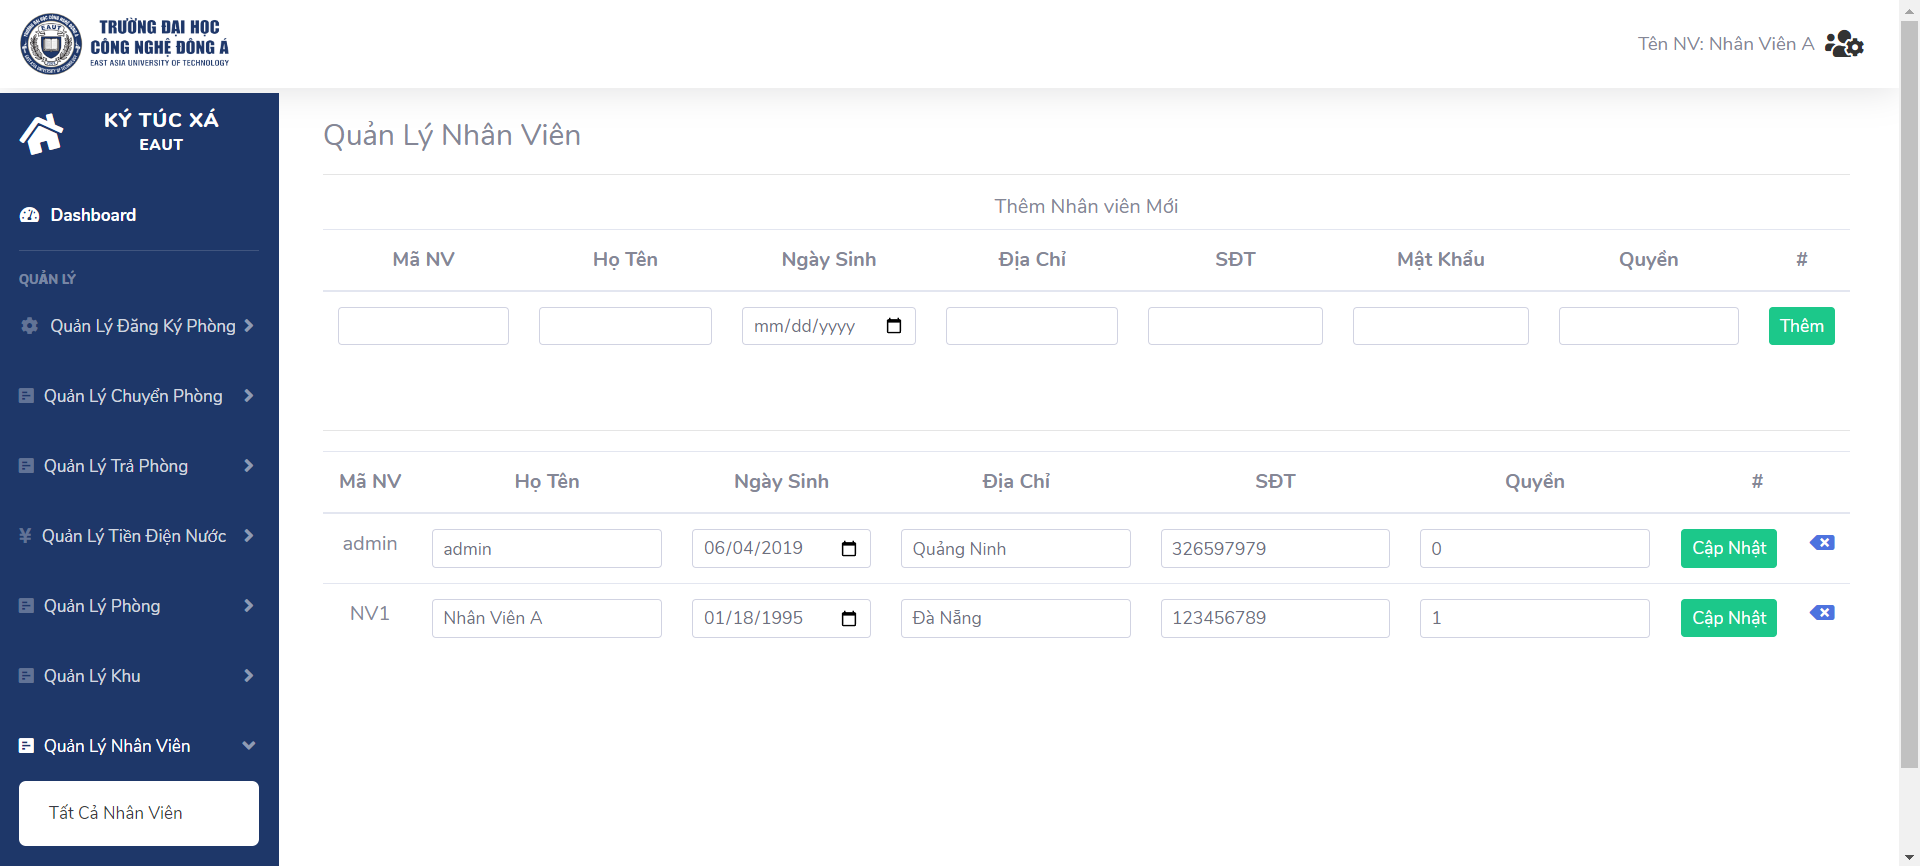 TRƯỜNG ĐẠI HỌC
CÔNG NGHỆ ĐÔNG Á
EAST ASIA UNIVERSITY OF TECHNOLOGY
Tên NV: Nhân Viên A
KÝ TÚC XÁ
EAUT
Dashboard
QUẢN LÝ
Quản Lý Đăng Ký Phòng
Quản Lý Chuyển Phòng
Quản Lý Trả Phòng
¥ Quản Lý Tiền Điện Nước
Quản Lý Phòng
Quản Lý Khu
Quản Lý Nhân Viên
Tất Cả Nhân Viên
Quản Lý Nhân Viên
Thêm Nhân viên Mới
Mã NV Họ Tên Ngày Sinh Địa Chỉ SĐT Mật Khẩu Quyền #
mm/dd/yyyy Thêm
Mã NV Họ Tên Ngày Sinh Địa Chỉ SĐT Quyền #
admin admin 06/04/2019 Quảng Ninh 326597979 0 Cập Nhật
NV1 Nhân Viên A 01/18/1995 Đà Nẵng 123456789 1 Cập Nhật